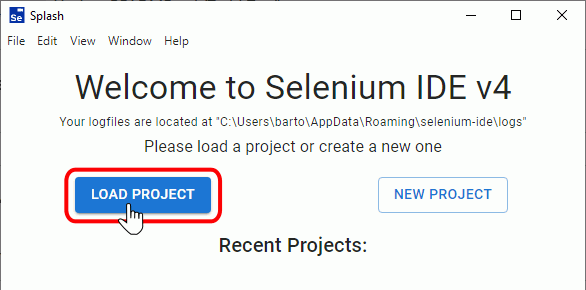 Se Splash
File Edit View Window Help
Welcome to Selenium IDE v4
Your logfiles are located at "C:\Users\barto\AppData\Roaming\selenium-ide\logs"
Please load a project or create a new one
LOAD PROJECT NEW PROJECT
Recent Projects: